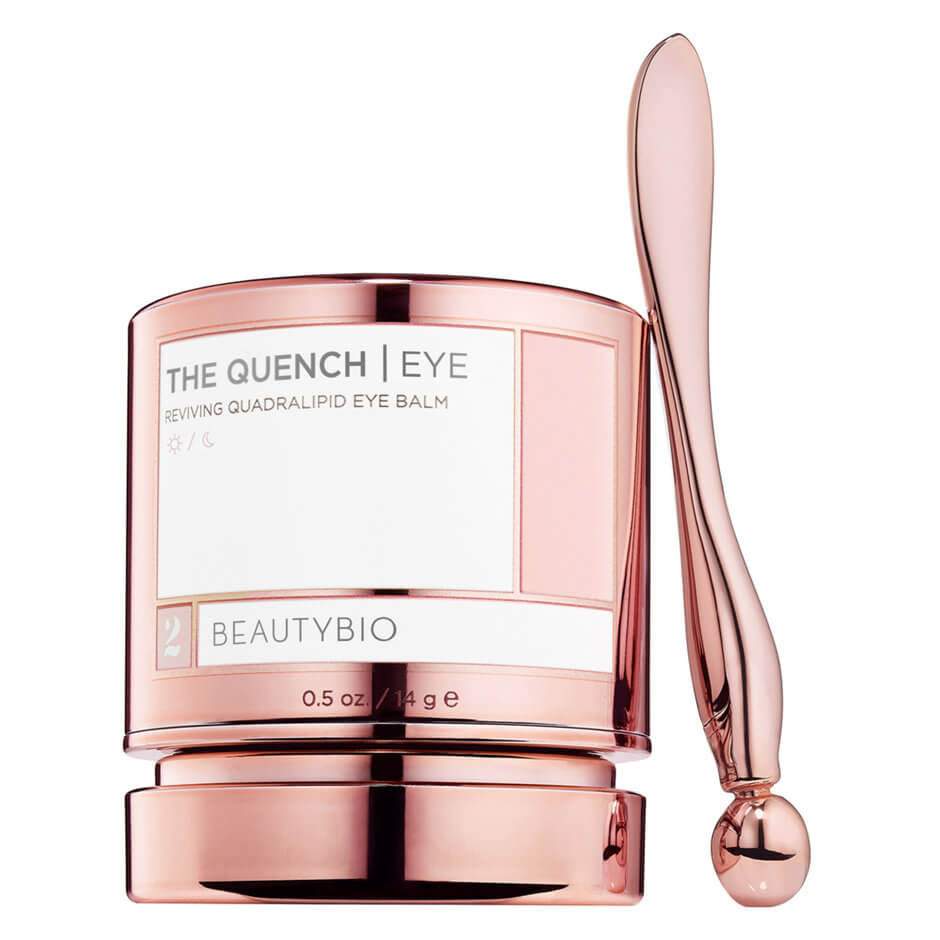 THE QUENCH | EYE
REVIVING QUADRALIPID EYE BALM
/
2
BEAUTYBIO
0.5 oz. / 14 g ℮